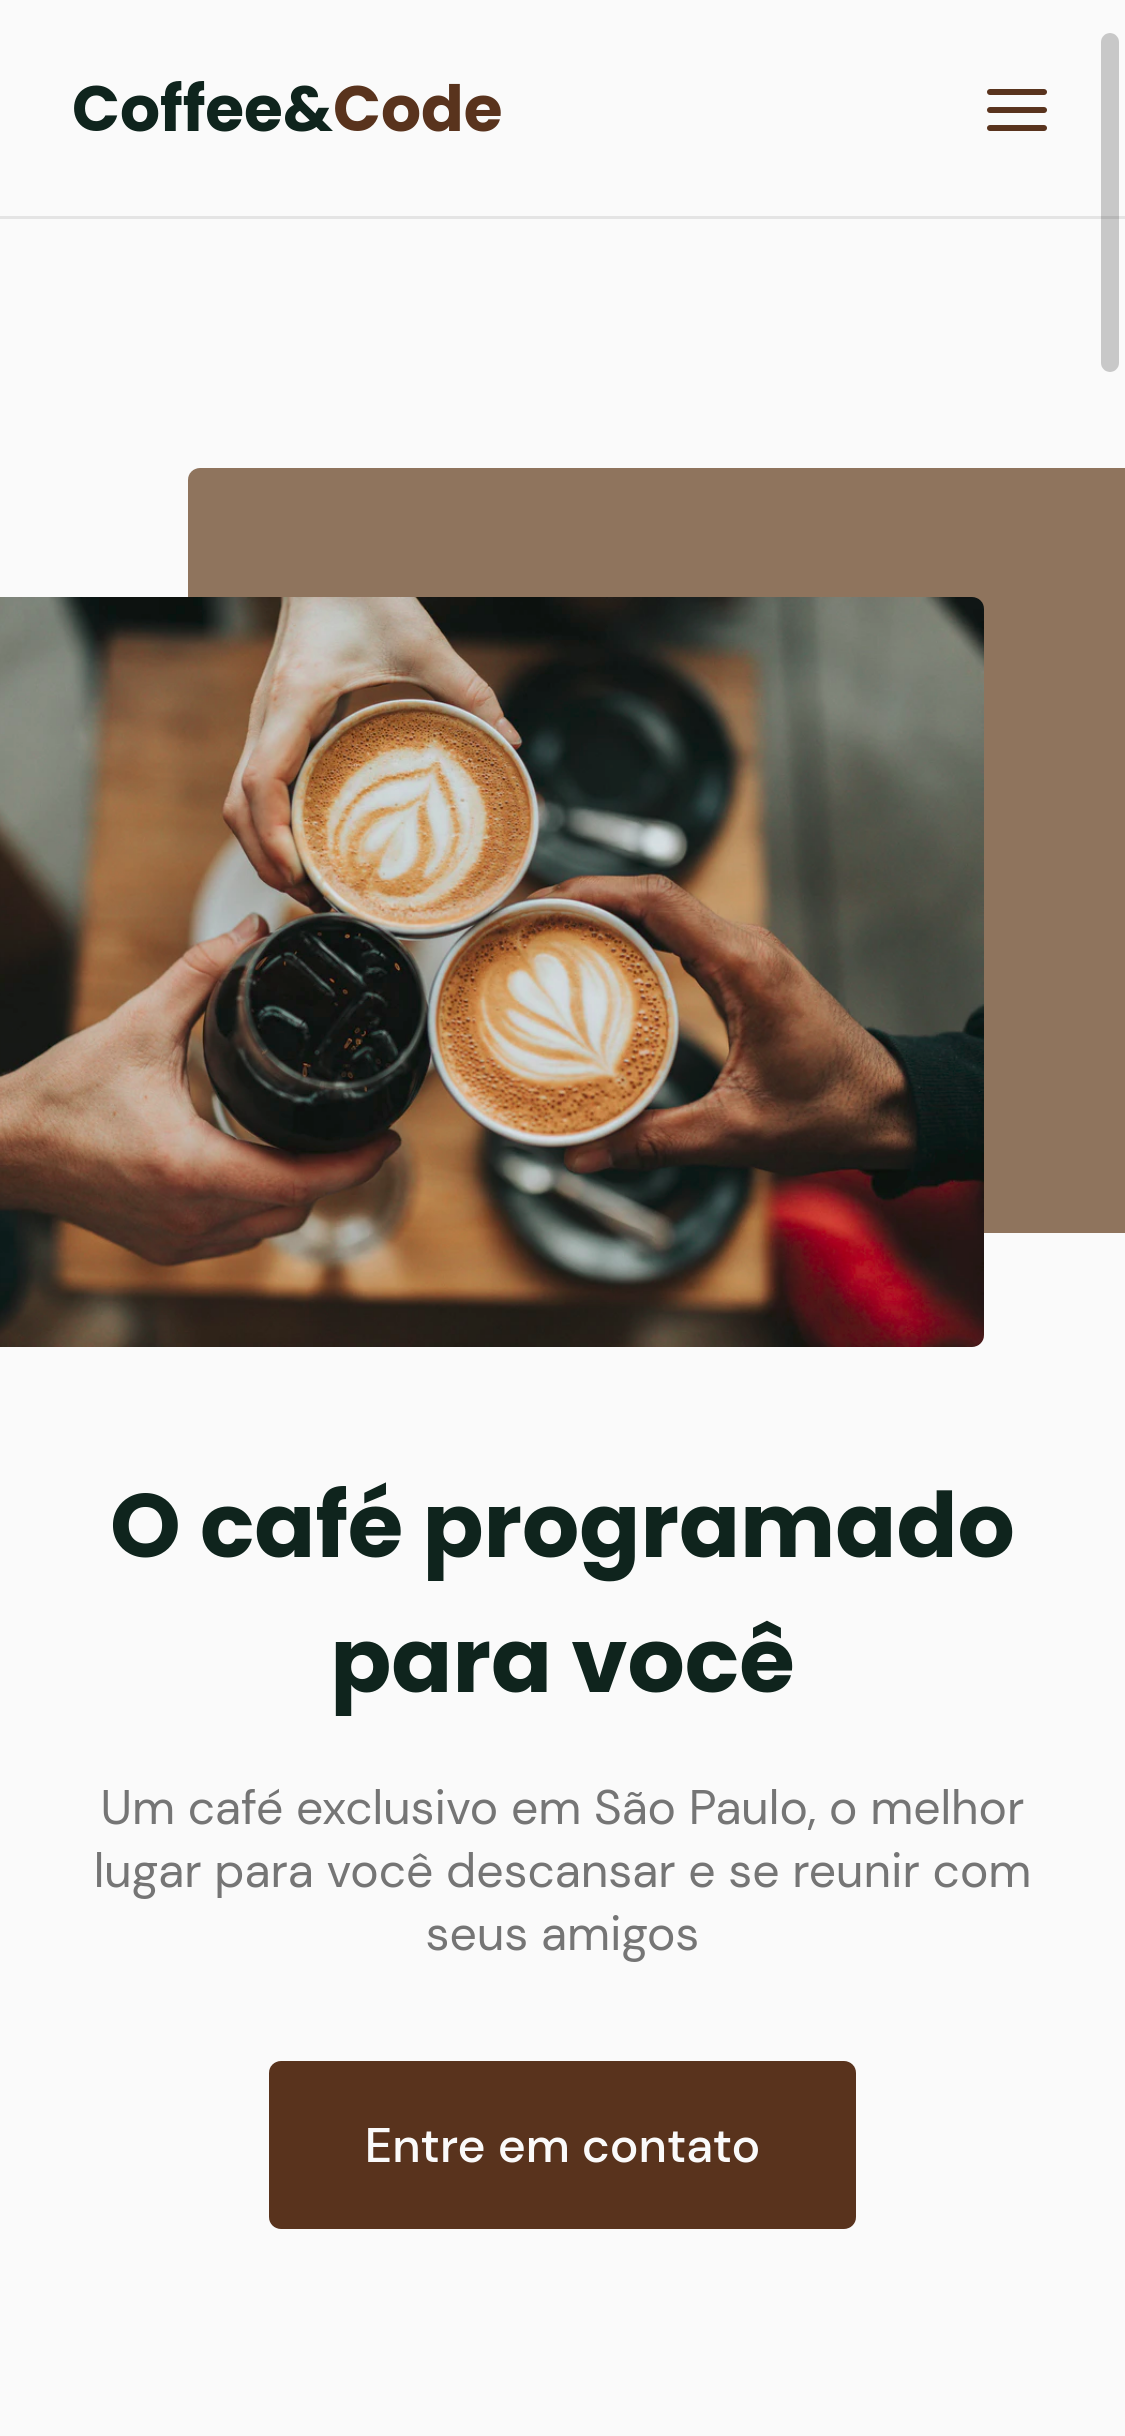 Coffee&Code
O café programado
para você
Um café exclusivo em São Paulo, o melhor
lugar para você descansar e se reunir com
seus amigos
Entre em contato